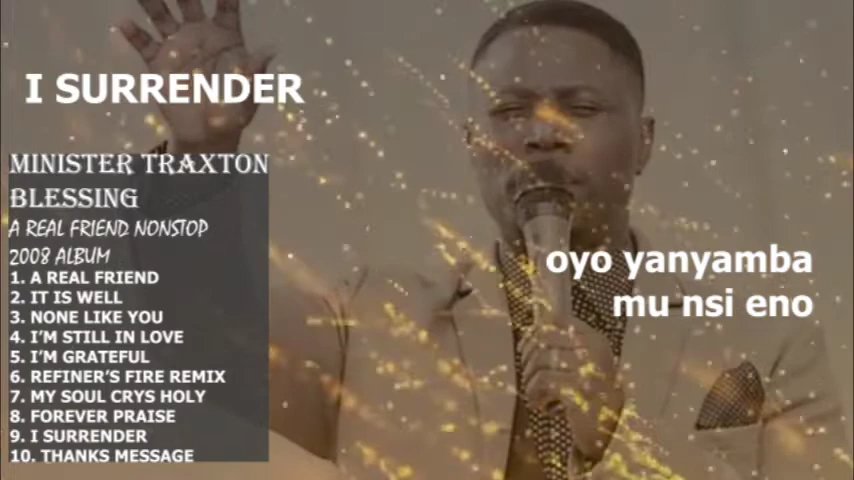 I SURRENDER
MINISTER TRAXTON
BLESSING
A REAL FRIEND NONSTOP
2008 ALBUM
1. A REAL FRIEND
2. IT IS WELL
3. NONE LIKE YOU
4. I'M STILL IN LOVE
5. I'M GRATEFUL
6. REFINER'S FIRE REMIX
7. MY SOUL CRYS HOLY
8. FOREVER PRAISE
9. I SURRENDER
10. THANKS MESSAGE
oyo yanyamba
mu nsi eno